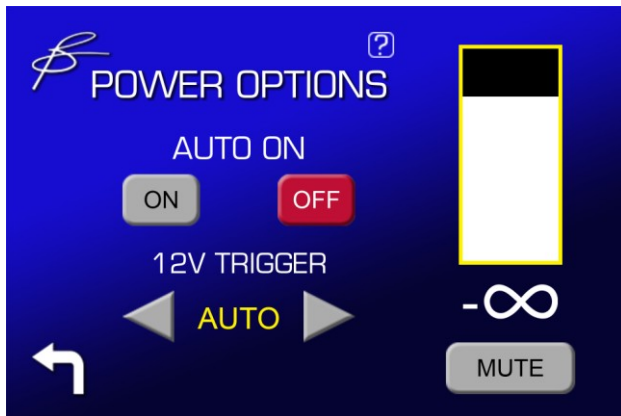 ?
POWER OPTIONS
AUTO ON
ON OFF
12V TRIGGER
AUTO
-∞
MUTE